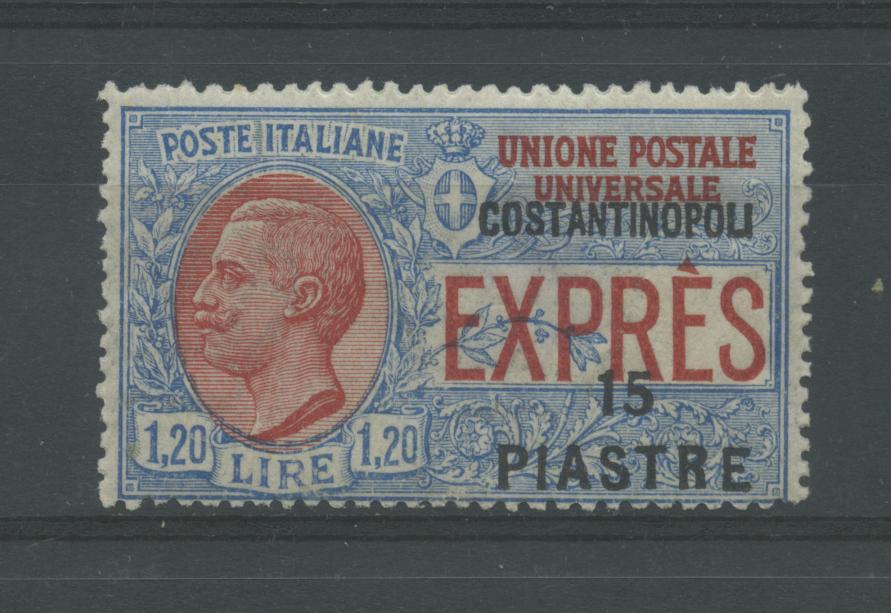 POSTE ITALIANE
UNIONE POSTALE
UNIVERSALE
COSTANTINOPOLI
EXPRÈS
15
PIASTRE
1,20 LIRE 1,20